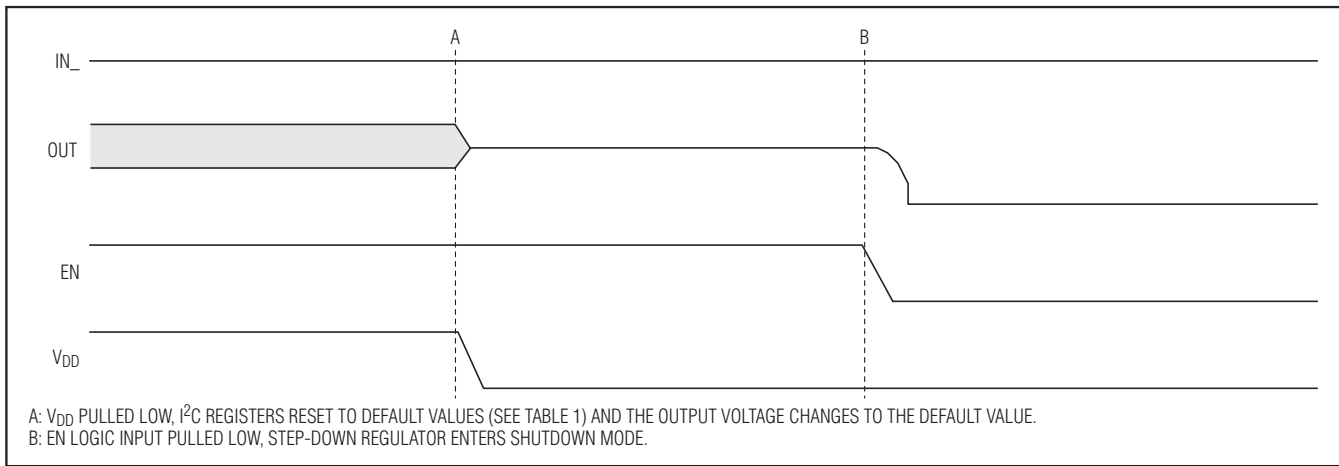 A
B
IN_
OUT
EN
VDD
A: VDD PULLED LOW, I2C REGISTERS RESET TO DEFAULT VALUES (SEE TABLE 1) AND THE OUTPUT VOLTAGE CHANGES TO THE DEFAULT VALUE.
B: EN LOGIC INPUT PULLED LOW, STEP-DOWN REGULATOR ENTERS SHUTDOWN MODE.